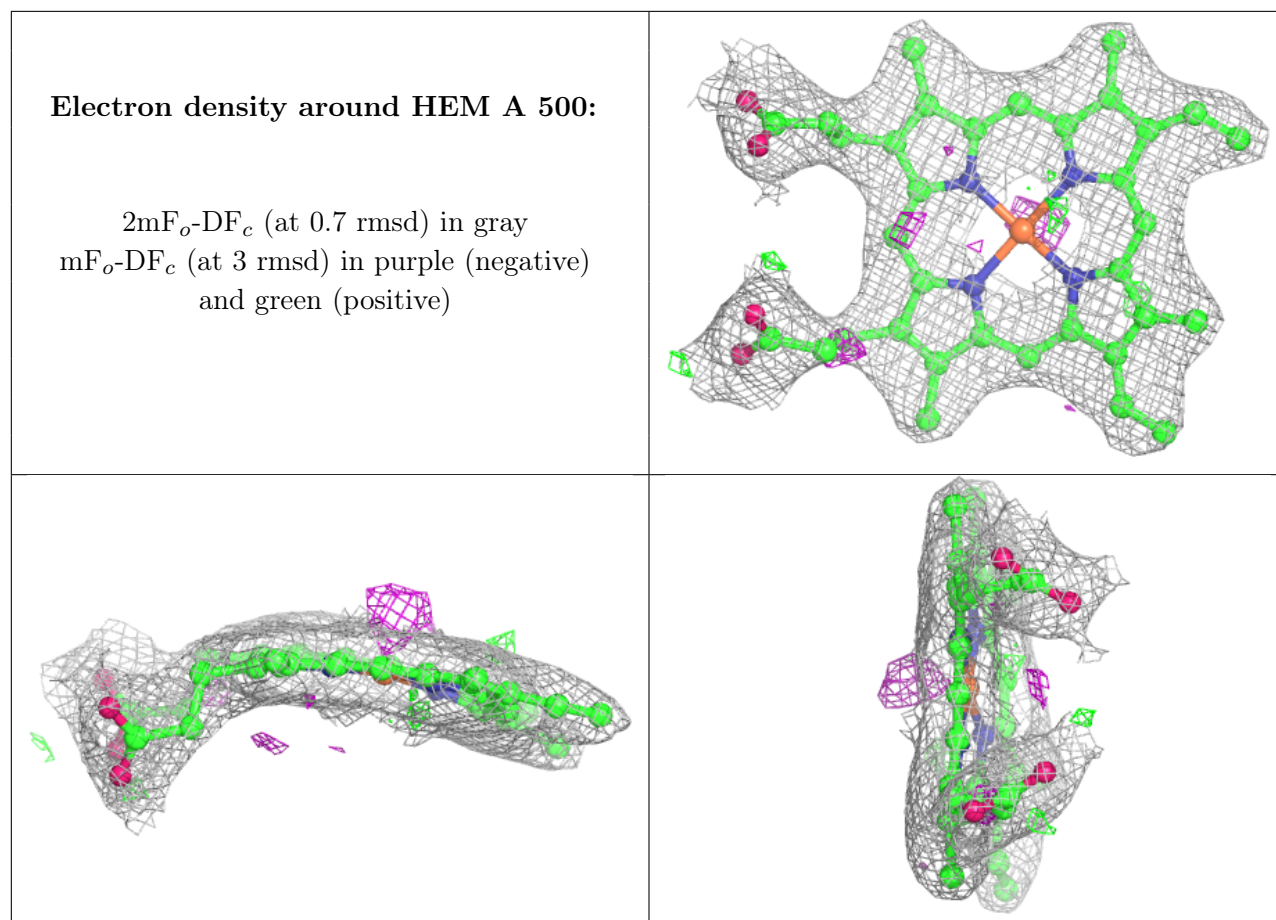 Electron density around HEM A 500:
2mFₒ-DF𝒸 (at 0.7 rmsd) in gray
mFₒ-DF𝒸 (at 3 rmsd) in purple (negative)
and green (positive)